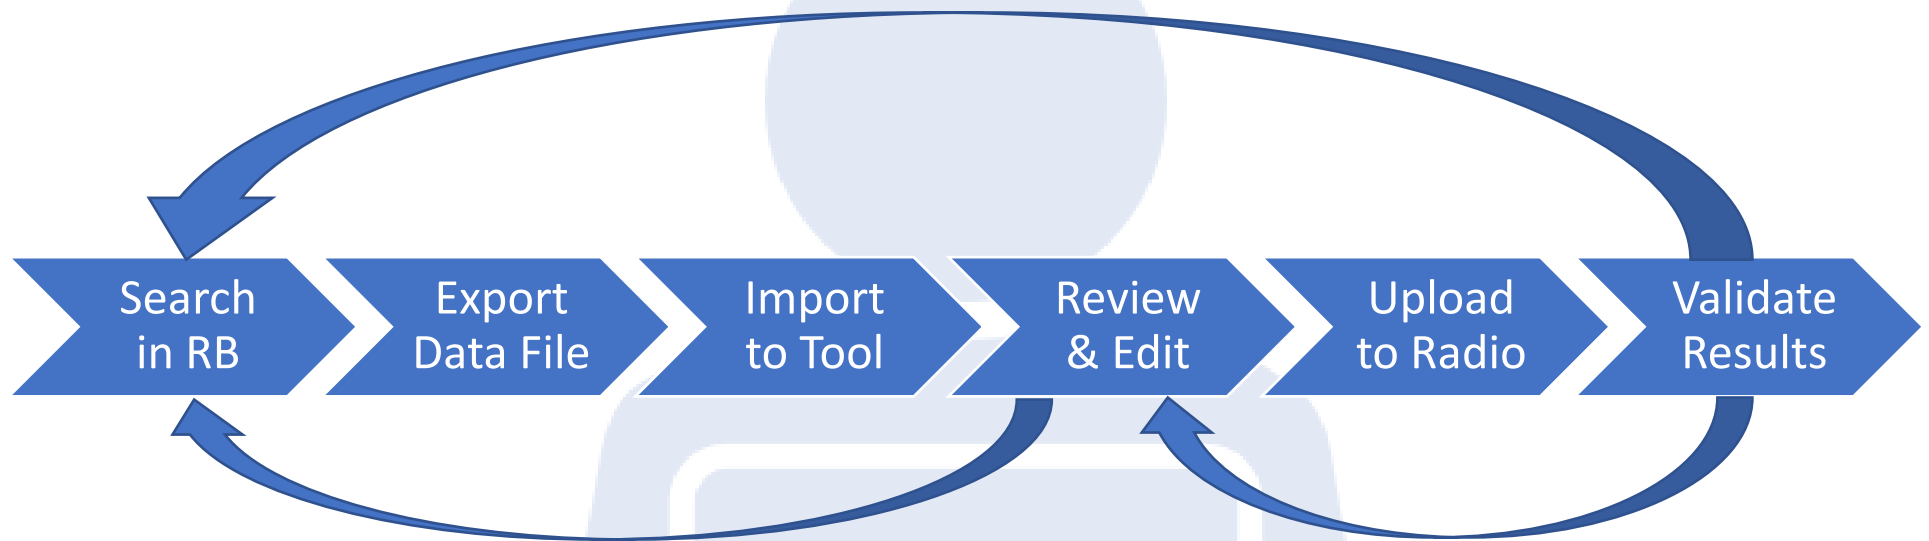 Search
in RB
Export
Data File
Import
to Tool
Review
& Edit
Upload
to Radio
Validate
Results